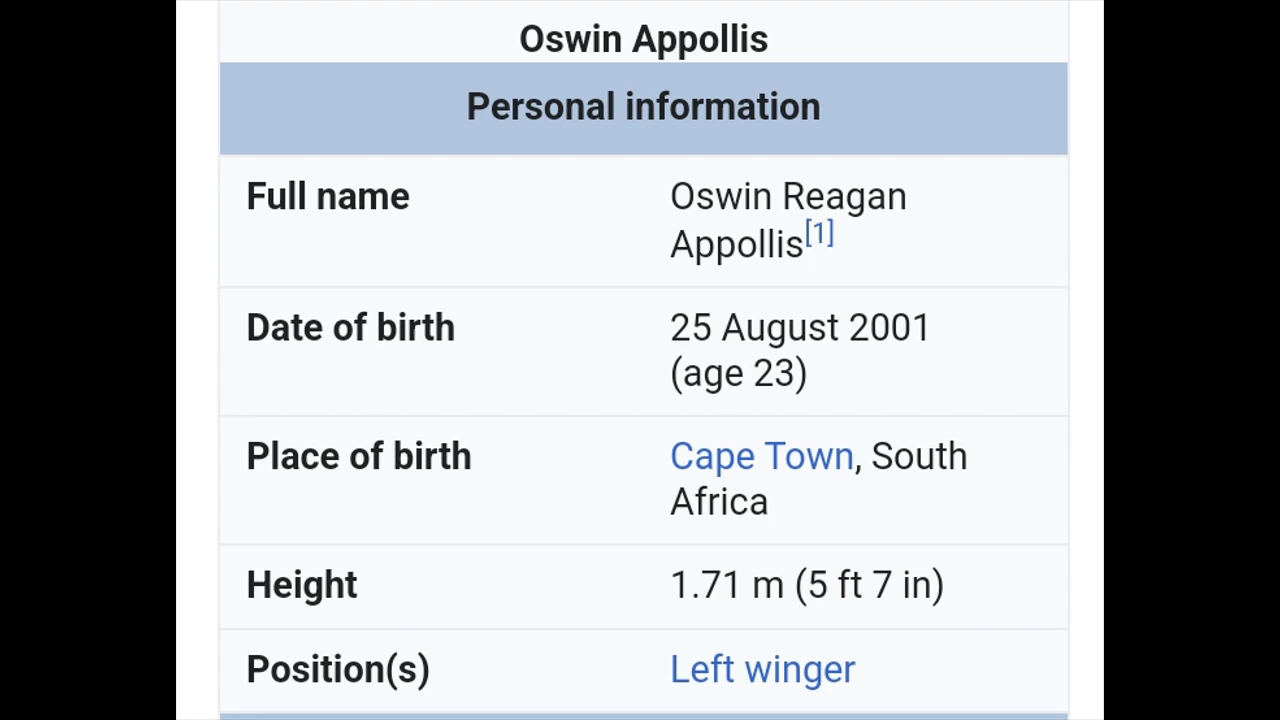 Oswin Appollis
Personal information
Full name
Oswin Reagan
Appollis[1]
Date of birth
25 August 2001
(age 23)
Place of birth
Cape Town, South
Africa
Height
1.71 m (5 ft 7 in)
Position(s)
Left winger